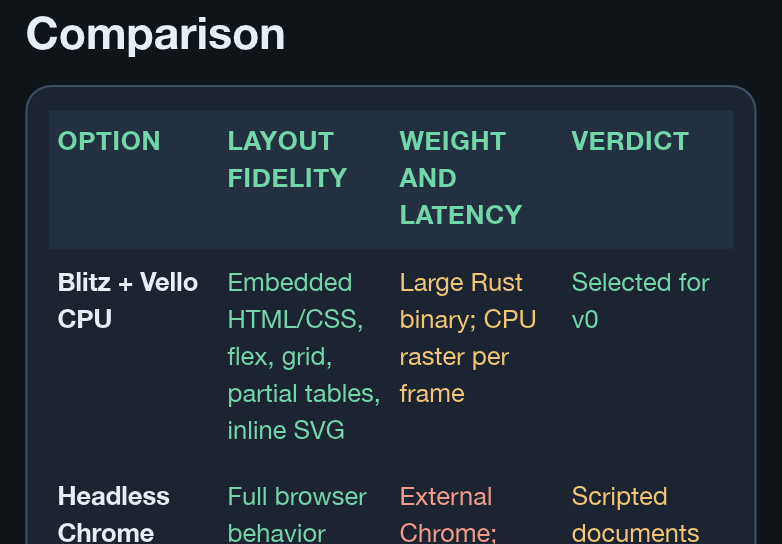 Comparison
OPTION
LAYOUT
FIDELITY
WEIGHT
AND
LATENCY
VERDICT
Blitz + Vello
CPU
Embedded
HTML/CSS,
flex, grid,
partial tables,
inline SVG
Large Rust
binary; CPU
raster per
frame
Selected for
v0
Headless
Chrome
Full browser
behavior
External
Chrome;
Scripted
documents